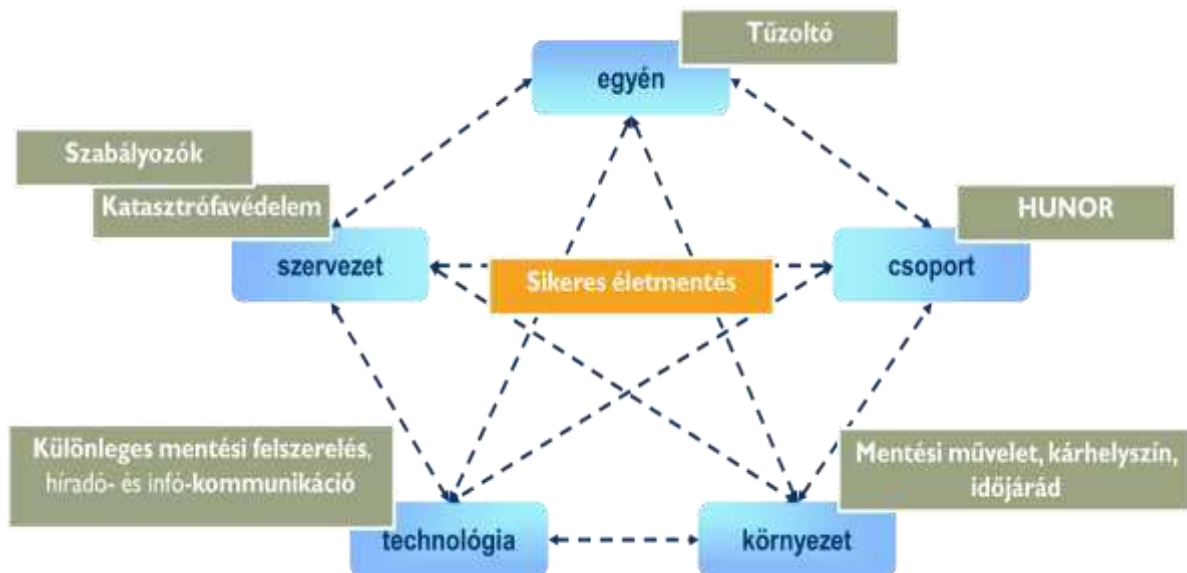 Tűzoltó
egyén
Szabályozók
Katasztrófavédelem
HUNOR
szervezet
Sikeres életmentés
csoport
Különleges mentési felszerelés,
híradó- és infó-kommunikáció
Mentési művelet, kárhelyszín,
időjárád
technológia
környezet